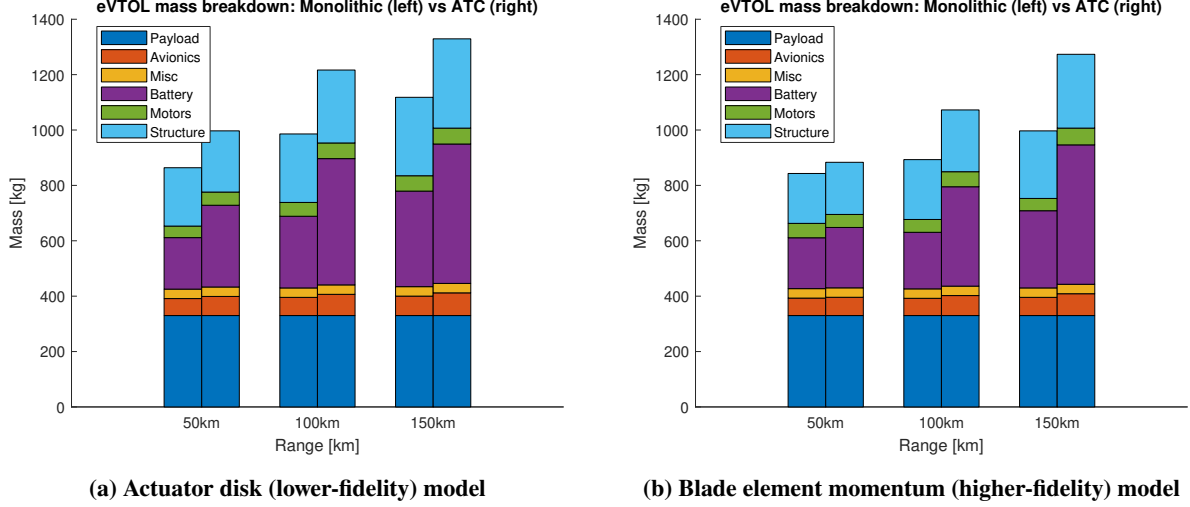 eVTOL mass breakdown: Monolithic (left) vs ATC (right)
1400
1200
1000
800
600
400
200
0
Mass [kg]
Payload
Avionics
Misc
Battery
Motors
Structure
50km
100km
150km
Range [km]
(a) Actuator disk (lower-fidelity) model
eVTOL mass breakdown: Monolithic (left) vs ATC (right)
1400
1200
1000
800
600
400
200
0
Mass [kg]
Payload
Avionics
Misc
Battery
Motors
Structure
50km
100km
150km
Range [km]
(b) Blade element momentum (higher-fidelity) model